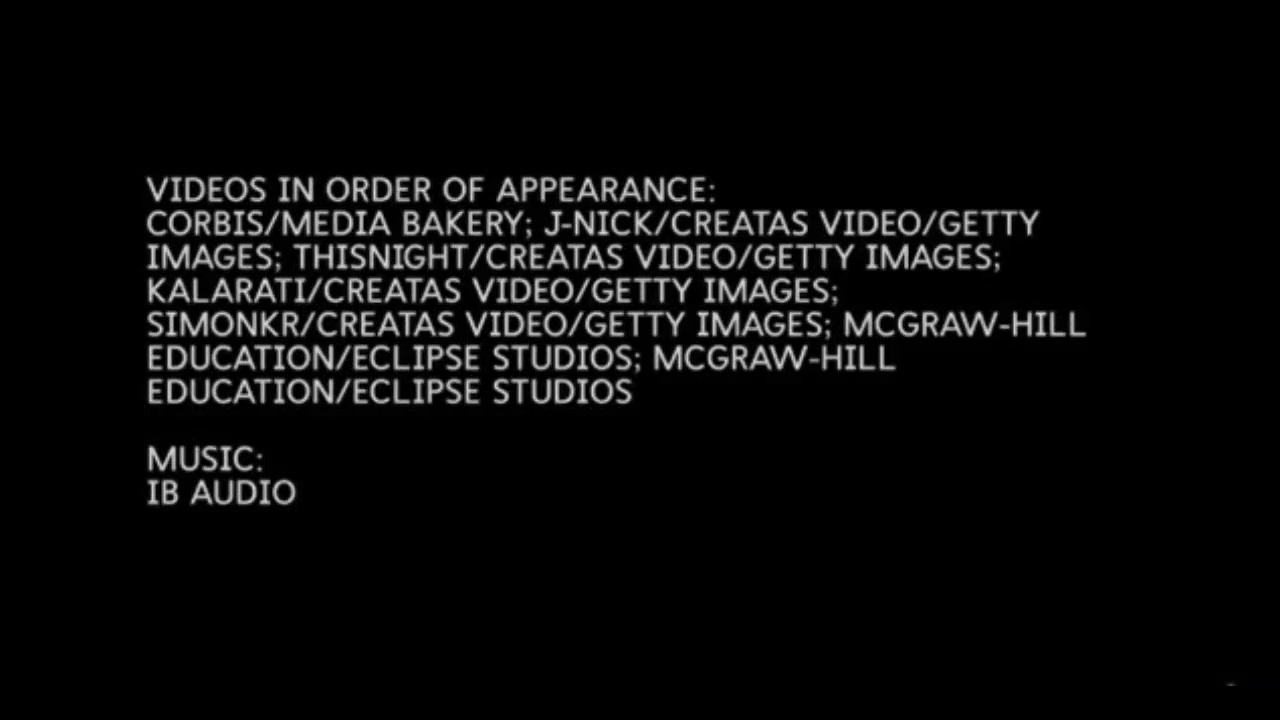 VIDEOS IN ORDER OF APPEARANCE:
CORBIS/MEDIA BAKERY; J-NICK/CREATAS VIDEO/GETTY
IMAGES; THISNIGHT/CREATAS VIDEO/GETTY IMAGES;
KALARATI/CREATAS VIDEO/GETTY IMAGES;
SIMONKR/CREATAS VIDEO/GETTY IMAGES; MCGRAW-HILL
EDUCATION/ECLIPSE STUDIOS; MCGRAW-HILL
EDUCATION/ECLIPSE STUDIOS
MUSIC:
IB AUDIO